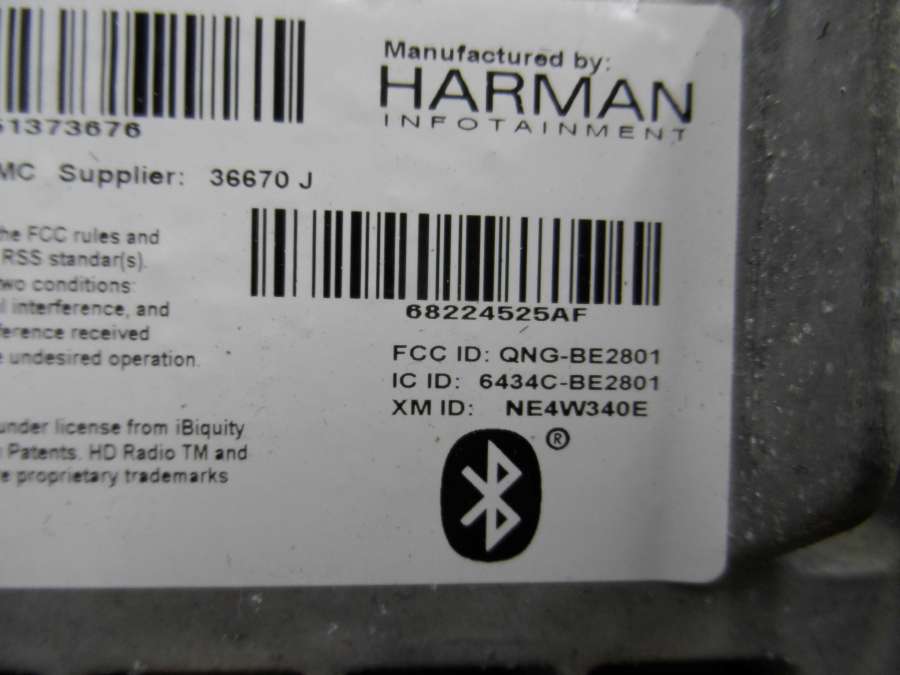 Manufactured by:
HARMAN
INFOTAINMENT
51373676
MC Supplier: 36670 J
he FCC rules and
RSS standar(s).
two conditions:
l interference, and
ference received
e undesired operation.
68224525AF
FCC ID: QNG-BE2801
IC ID: 6434C-BE2801
XM ID: NE4W340E
®
under license from iBiquity
Patents. HD Radio TM and
e proprietary trademarks